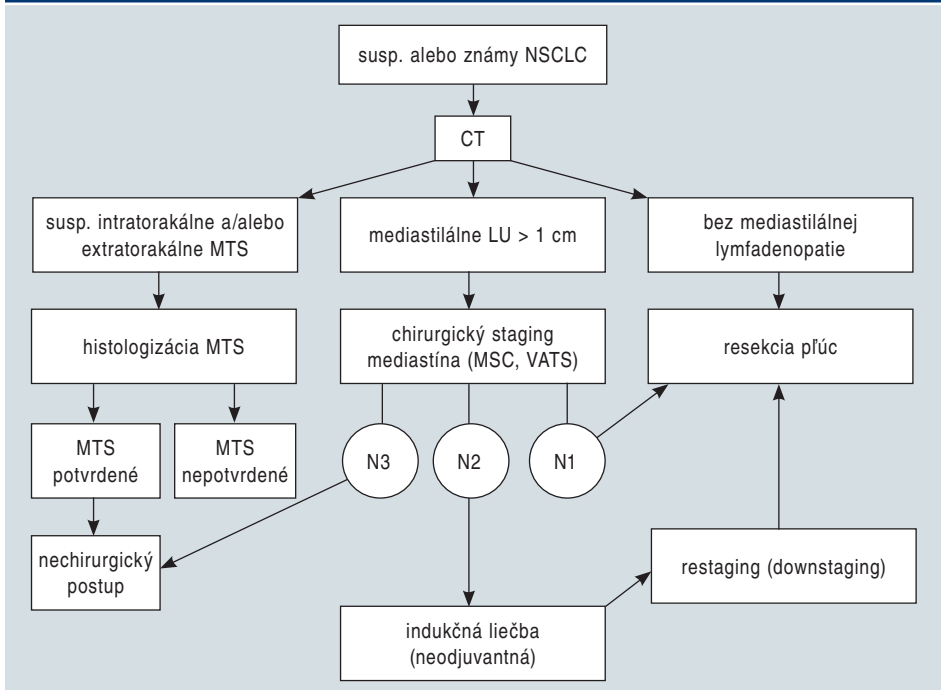 susp. alebo známy NSCLC
CT
susp. intratorakálne a/alebo
extratorakálne MTS
mediastilálne LU > 1 cm
bez mediastilálnej
lymfadenopatie
histologizácia MTS
chirurgický staging
mediastína (MSC, VATS)
resekcia pľúc
MTS
potvrdené
MTS
nepotvrdené
N3
N2
N1
nechirurgický
postup
restaging (downstaging)
indukčná liečba
(neodjuvantná)